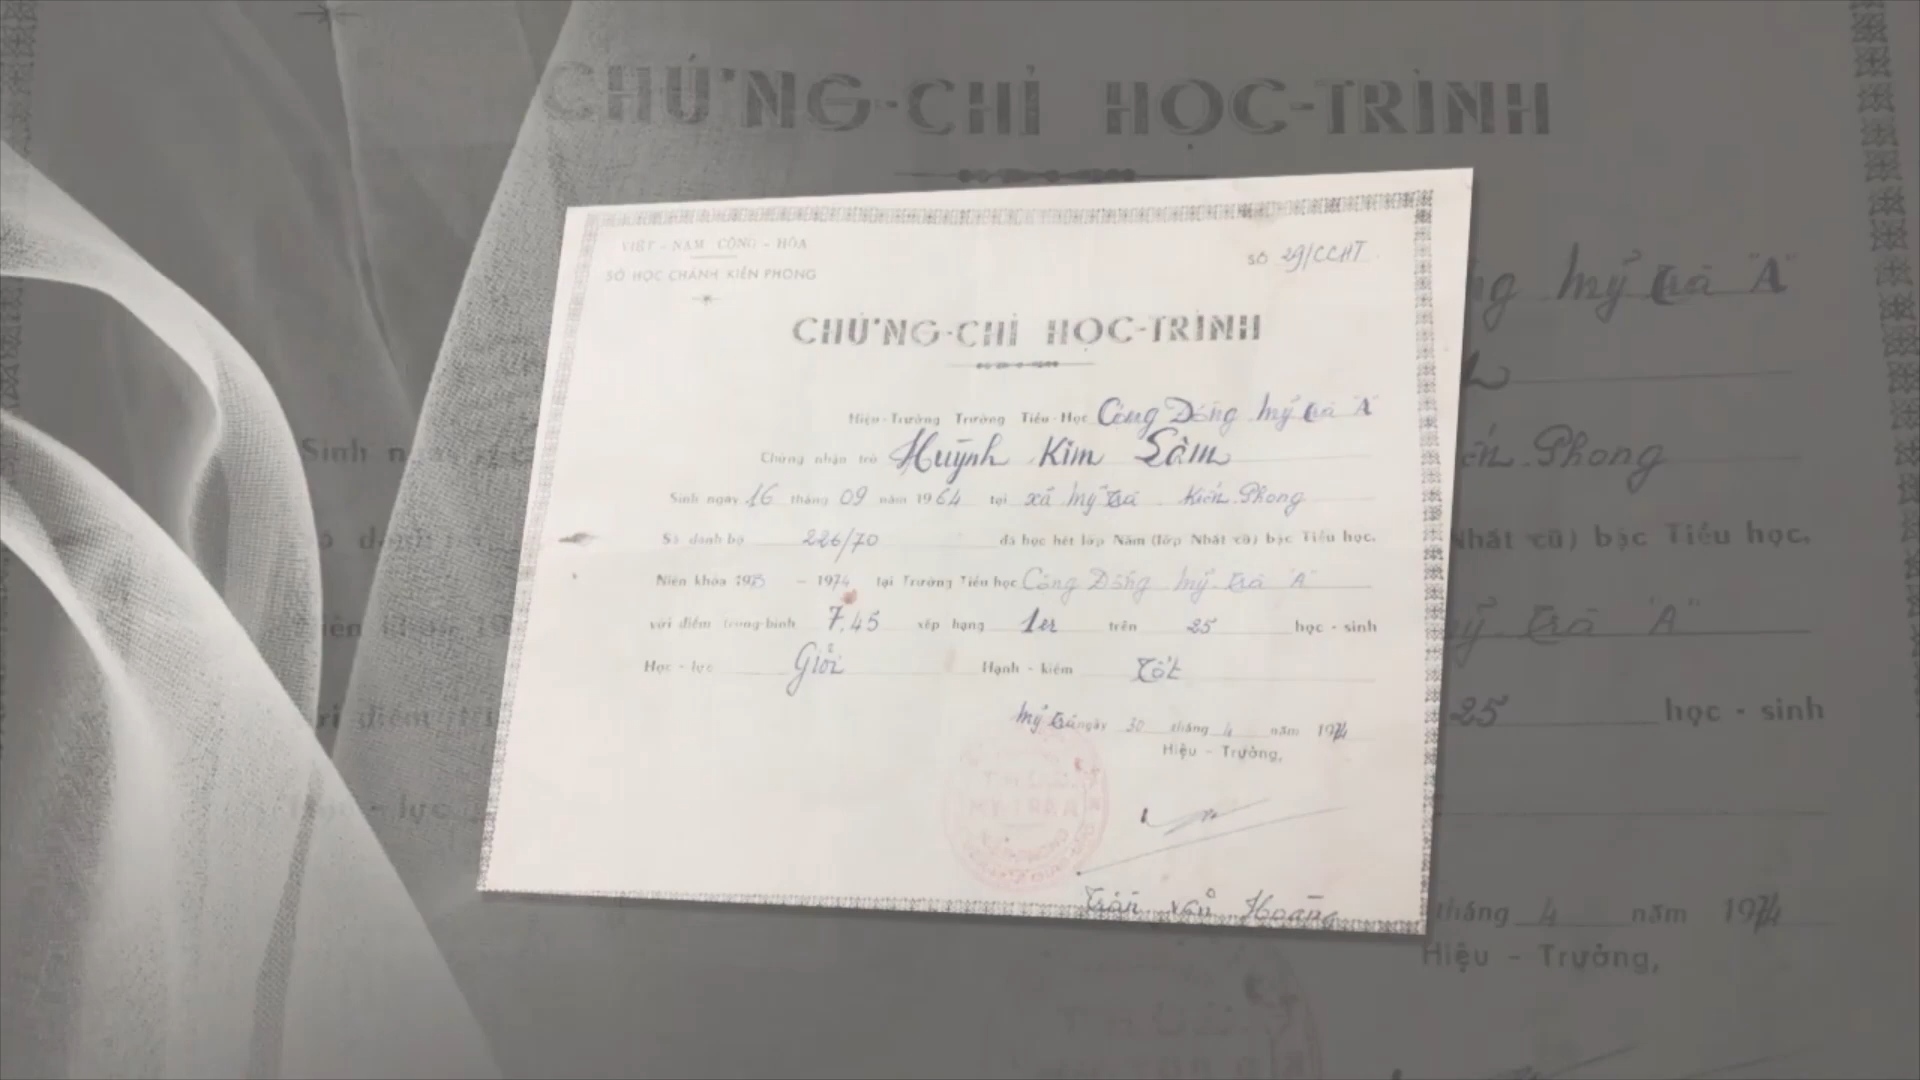 VIỆT - NAM CỘNG - HÒA
SỞ HỌC CHÁNH KIẾN PHONG
SỐ 29/CCHT
CHỨNG-CHỈ HỌC-TRÌNH
Hiệu-Trưởng Trường Tiểu-Học Cộng Đồng Mỹ Trà "A"
Chứng nhận trò Huỳnh Kim Sàm
Sinh ngày 16 tháng 09 năm 1964 tại xã Mỹ Trà Kiến Phong
Số danh bộ 226/70 đã học hết lớp Năm (lớp Nhất cũ) bậc Tiểu học.
Niên khóa 1973 - 1974 tại Trường Tiểu học Cộng Đồng Mỹ Trà "A"
với điểm trung-bình 7,45 xếp hạng 1er trên 25 học - sinh
Học - lực Giỏi Hạnh - kiểm Tốt
Mỹ Trà ngày 30 tháng 4 năm 1974
Hiệu - Trưởng,
Trần Văn Hoàng
CHỨNG-CHỈ HỌC-TRÌNH
Mỹ Trà "A"
Phong
Nhất cũ) bậc Tiểu học.
Trà "A"
25 học - sinh
tháng 4 năm 1974
Hiệu - Trưởng,